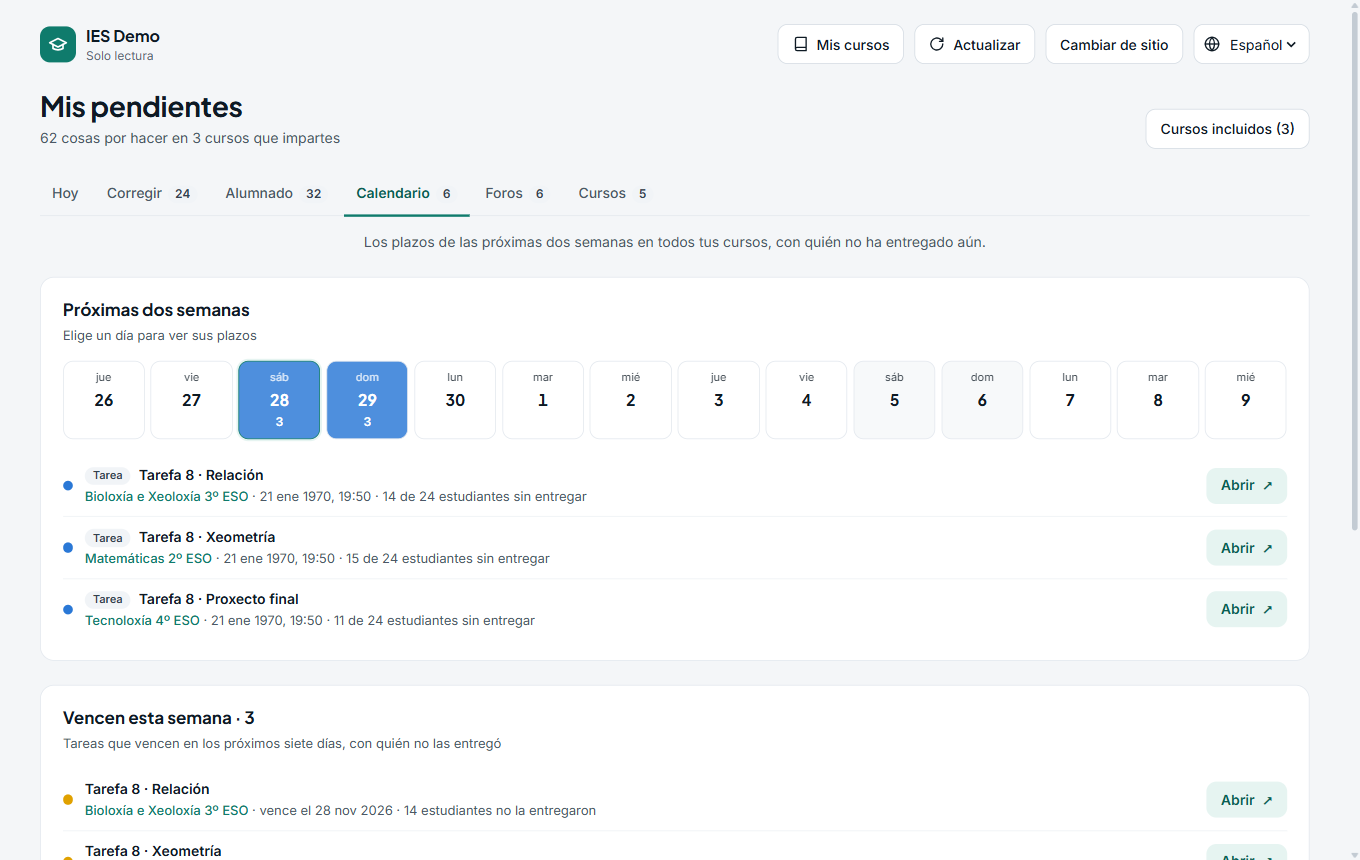 IES Demo
Solo lectura
Mis cursos
Actualizar
Cambiar de sitio
Español
Mis pendientes
62 cosas por hacer en 3 cursos que impartes
Cursos incluidos (3)
Hoy
Corregir 24
Alumnado 32
Calendario 6
Foros 6
Cursos 5
Los plazos de las próximas dos semanas en todos tus cursos, con quién no ha entregado aún.
Próximas dos semanas
Elige un día para ver sus plazos
jue vie sáb dom lun mar mié jue vie sáb dom lun mar mié
26 27 28 29 30 1 2 3 4 5 6 7 8 9
3 3
Tarea Tarefa 8 · Relación
Bioloxía e Xeoloxía 3º ESO · 21 ene 1970, 19:50 · 14 de 24 estudiantes sin entregar
Abrir ↗
Tarea Tarefa 8 · Xeometría
Matemáticas 2º ESO · 21 ene 1970, 19:50 · 15 de 24 estudiantes sin entregar
Abrir ↗
Tarea Tarefa 8 · Proxecto final
Tecnoloxía 4º ESO · 21 ene 1970, 19:50 · 11 de 24 estudiantes sin entregar
Abrir ↗
Vencen esta semana · 3
Tareas que vencen en los próximos siete días, con quién no las entregó
Tarefa 8 · Relación
Bioloxía e Xeoloxía 3º ESO · vence el 28 nov 2026 · 14 estudiantes no la entregaron
Abrir ↗
Tarefa 8 · Xeometría
Abrir ↗